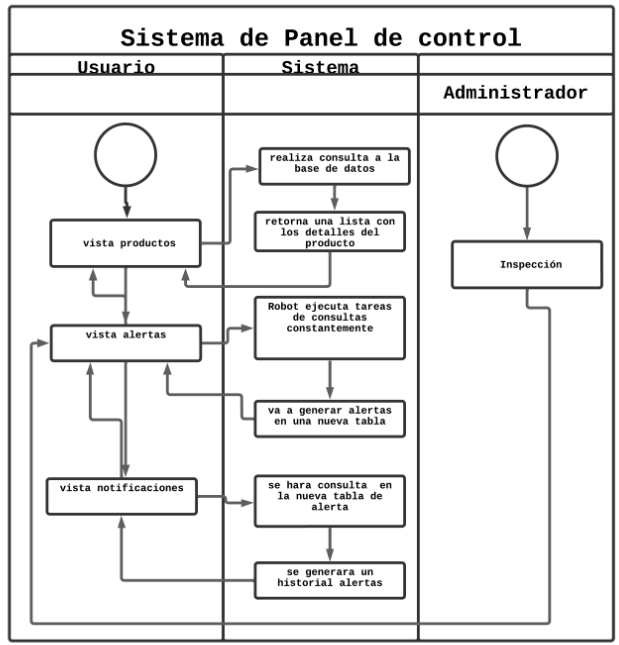 Sistema de Panel de control
Usuario
Sistema
Administrador
realiza consulta a la
base de datos
retorna una lista con
los detalles del
producto
vista productos
Inspección
Robot ejecuta tareas
de consultas
constantemente
vista alertas
va a generar alertas
en una nueva tabla
vista notificaciones
se hara consulta en
la nueva tabla de
alerta
se generara un
historial alertas